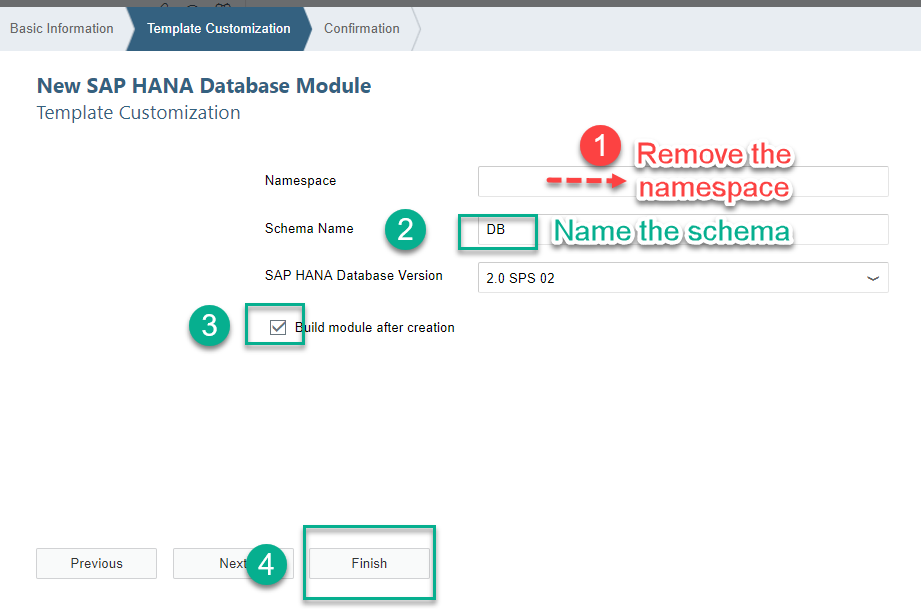 Basic Information
Template Customization
Confirmation
New SAP HANA Database Module
Template Customization
1
Remove the
namespace
Namespace
Schema Name
2
DB
Name the schema
SAP HANA Database Version
2.0 SPS 02
3
Build module after creation
Previous
Next
4
Finish